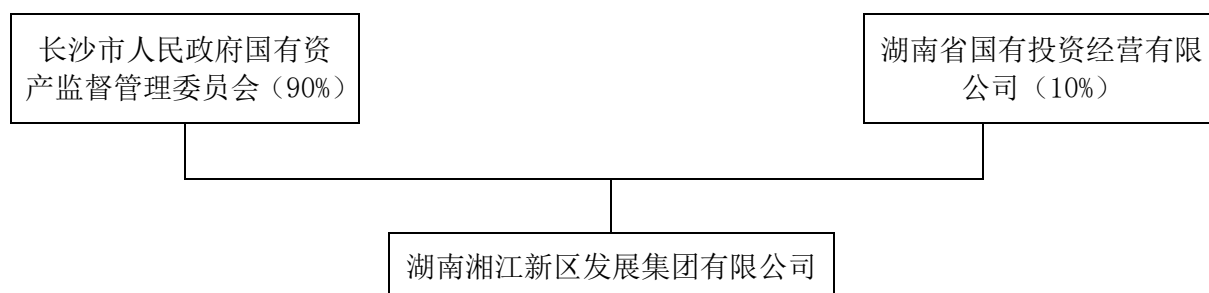 长沙市人民政府国有资
产监督管理委员会（90%）
湖南省国有投资经营有限
公司（10%）
湖南湘江新区发展集团有限公司